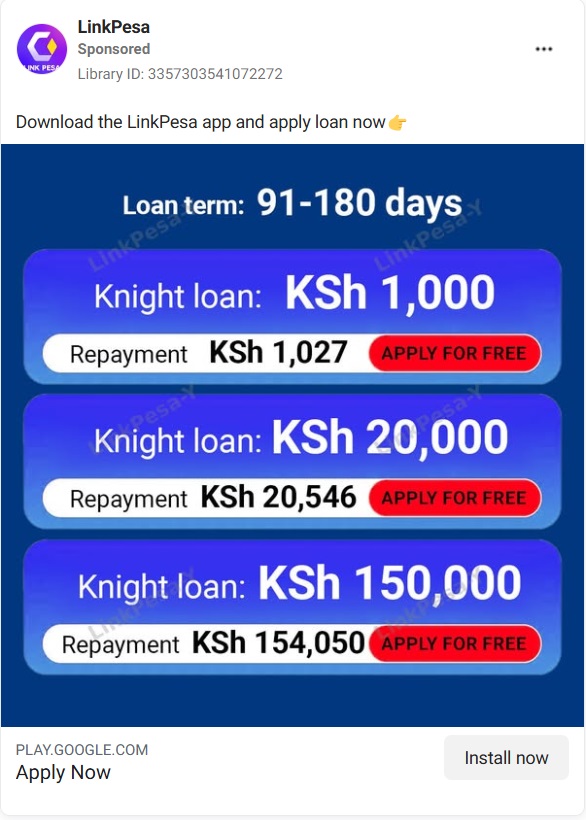 LinkPesa
Sponsored
Library ID: 3357303541072272
LINK PESA
Download the LinkPesa app and apply loan now👉
Loan term: 91-180 days
LinkPesa-Y LinkPesa-Y
Knight loan: KSh 1,000
Repayment KSh 1,027 APPLY FOR FREE
LinkPesa-Y LinkPesa-Y
Knight loan: KSh 20,000
Repayment KSh 20,546 APPLY FOR FREE
Knight loan: KSh 150,000
LinkPesa-Y LinkPesa-Y
Repayment KSh 154,050 APPLY FOR FREE
PLAY.GOOGLE.COM
Apply Now
Install now